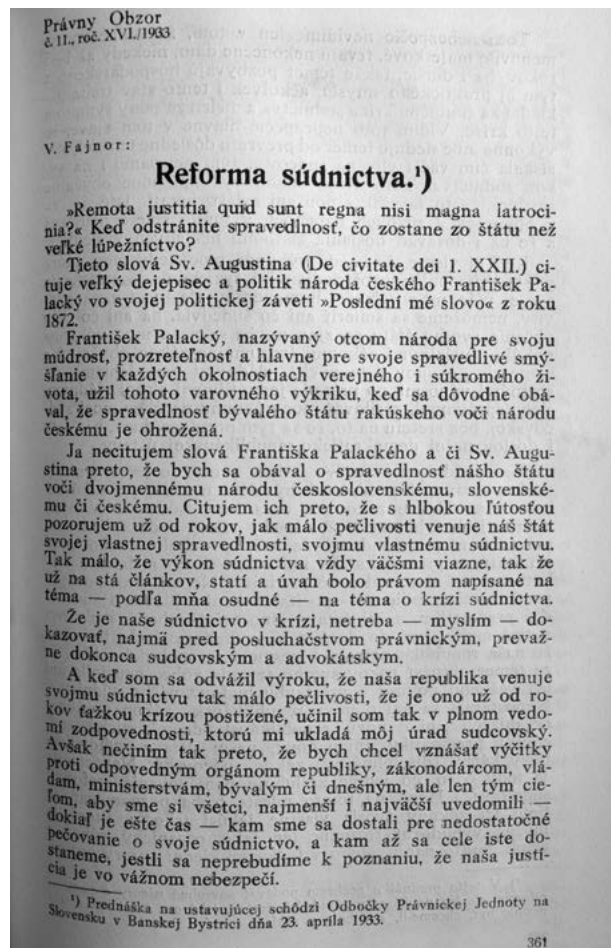 Právny Obzor
č. 11., roč. XVI./1933
V. Fajnor:
Reforma súdnictva.¹)
»Remota justitia quid sunt regna nisi magna latroci-
nia?« Keď odstránite spravedlnosť, čo zostane zo štátu než
veľké lúpežníctvo?
Tieto slová Sv. Augustina (De civitate dei 1. XXII.) ci-
tuje veľký dejepisec a politik národa českého František Pa-
lacký vo svojej politickej záveti »Poslední mé slovo« z roku
1872.
František Palacký, nazývaný otcom národa pre svoju
múdrosť, prozreteľnosť a hlavne pre svoje spravedlivé smý-
šľanie v každých okolnostiach verejného i súkromého ži-
vota, užil tohoto varovného výkriku, keď sa dôvodne obá-
val, že spravedlnosť bývalého štátu rakúskeho voči národu
českému je ohrožená.
Ja necitujem slová Františka Palackého a či Sv. Augu-
stina preto, že bych sa obával o spravedlnosť nášho štátu
voči dvojmennému národu československému, slovenské-
mu či českému. Citujem ich preto, že s hlbokou ľútosťou
pozorujem už od rokov, jak málo pečlivosti venuje náš štát
svojej vlastnej spravedlnosti, svojmu vlastnému súdnictvu.
Tak málo, že výkon súdnictva vždy väčšmi viazne, tak že
už na stá článkov, statí a úvah bolo právom napísané na
téma — podľa mňa osudné — na téma o krízi súdnictva.
Že je naše súdnictvo v krízi, netreba — myslím — do-
kazovať, najmä pred posluchačstvom právnickým, prevaž-
ne dokonca sudcovským a advokátskym.
A keď som sa odvážil výroku, že naša republika venuje
svojmu súdnictvu tak málo pečlivosti, že je ono už od ro-
kov ťažkou krízou postižené, učinil som tak v plnom vedo-
mí zodpovednosti, ktorú mi ukladá môj úrad sudcovský.
Avšak nečiním tak preto, že bych chcel vznášať výčitky
proti odpovedným orgánom republiky, zákonodárcom, vlá-
dam, ministerstvám, bývalým či dnešným, ale len tým cie-
ľom, aby sme si všetci, najmenší i najväčší uvedomili —
dokiaľ je ešte čas — kam sme sa dostali pre nedostatočné
pečovanie o svoje súdnictvo, a kam až sa cele iste do-
staneme, jestli sa neprebudíme k poznaniu, že naša justí-
cia je vo vážnom nebezpečí.
¹) Prednáška na ustavujúcej schôdzi Odbočky Právnickej Jednoty na
Slovensku v Banskej Bystrici dňa 23. apríla 1933.
361